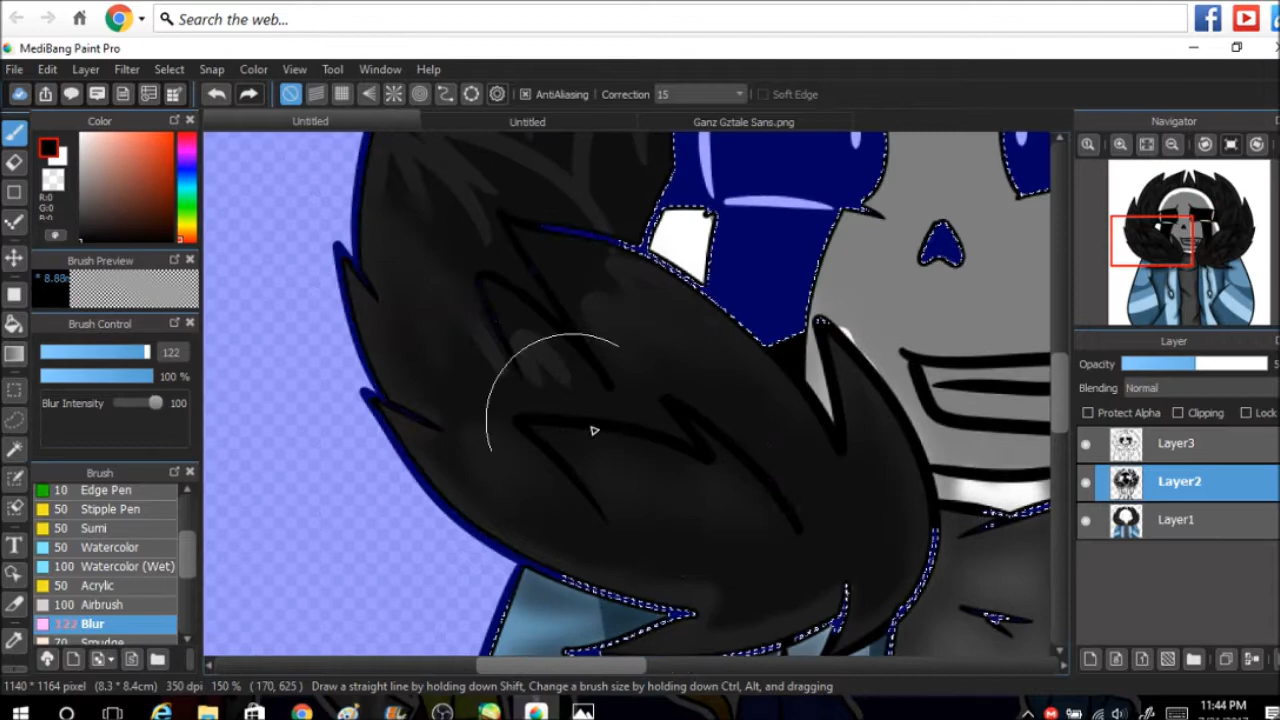 Search the web...
MediBang Paint Pro
File Edit Layer Filter Select Snap Color View Tool Window Help
AntiAliasing Correction 15 Soft Edge
Color
Untitled Untitled Ganz Gztale Sans.png
Navigator
R:0
G:0
B:0
Brush Preview
* 8.88m
Brush Control
122
100 %
Blur Intensity 100
Layer
Opacity 5
Blending Normal
Protect Alpha Clipping Lock
Layer3
Layer2
Layer1
Brush
10 Edge Pen
50 Stipple Pen
50 Sumi
50 Watercolor
100 Watercolor (Wet)
50 Acrylic
100 Airbrush
122 Blur
70 Smudge
1140 * 1164 pixel (8.3 * 8.4cm) 350 dpi 150 % ( 170, 625 ) Draw a straight line by holding down Shift, Change a brush size by holding down Ctrl, Alt, and dragging
11:44 PM